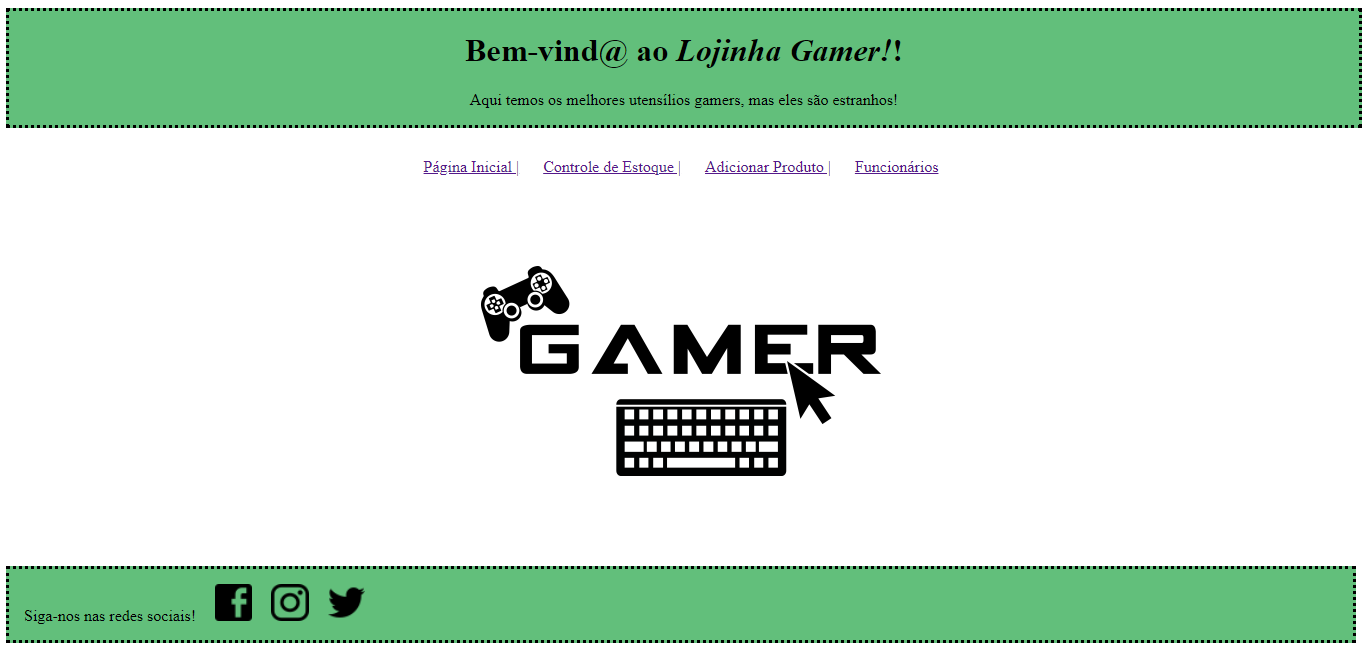 Bem-vind@ ao Lojinha Gamer!!
Aqui temos os melhores utensílios gamers, mas eles são estranhos!
Página Inicial | Controle de Estoque | Adicionar Produto | Funcionários
GAMER
Siga-nos nas redes sociais!